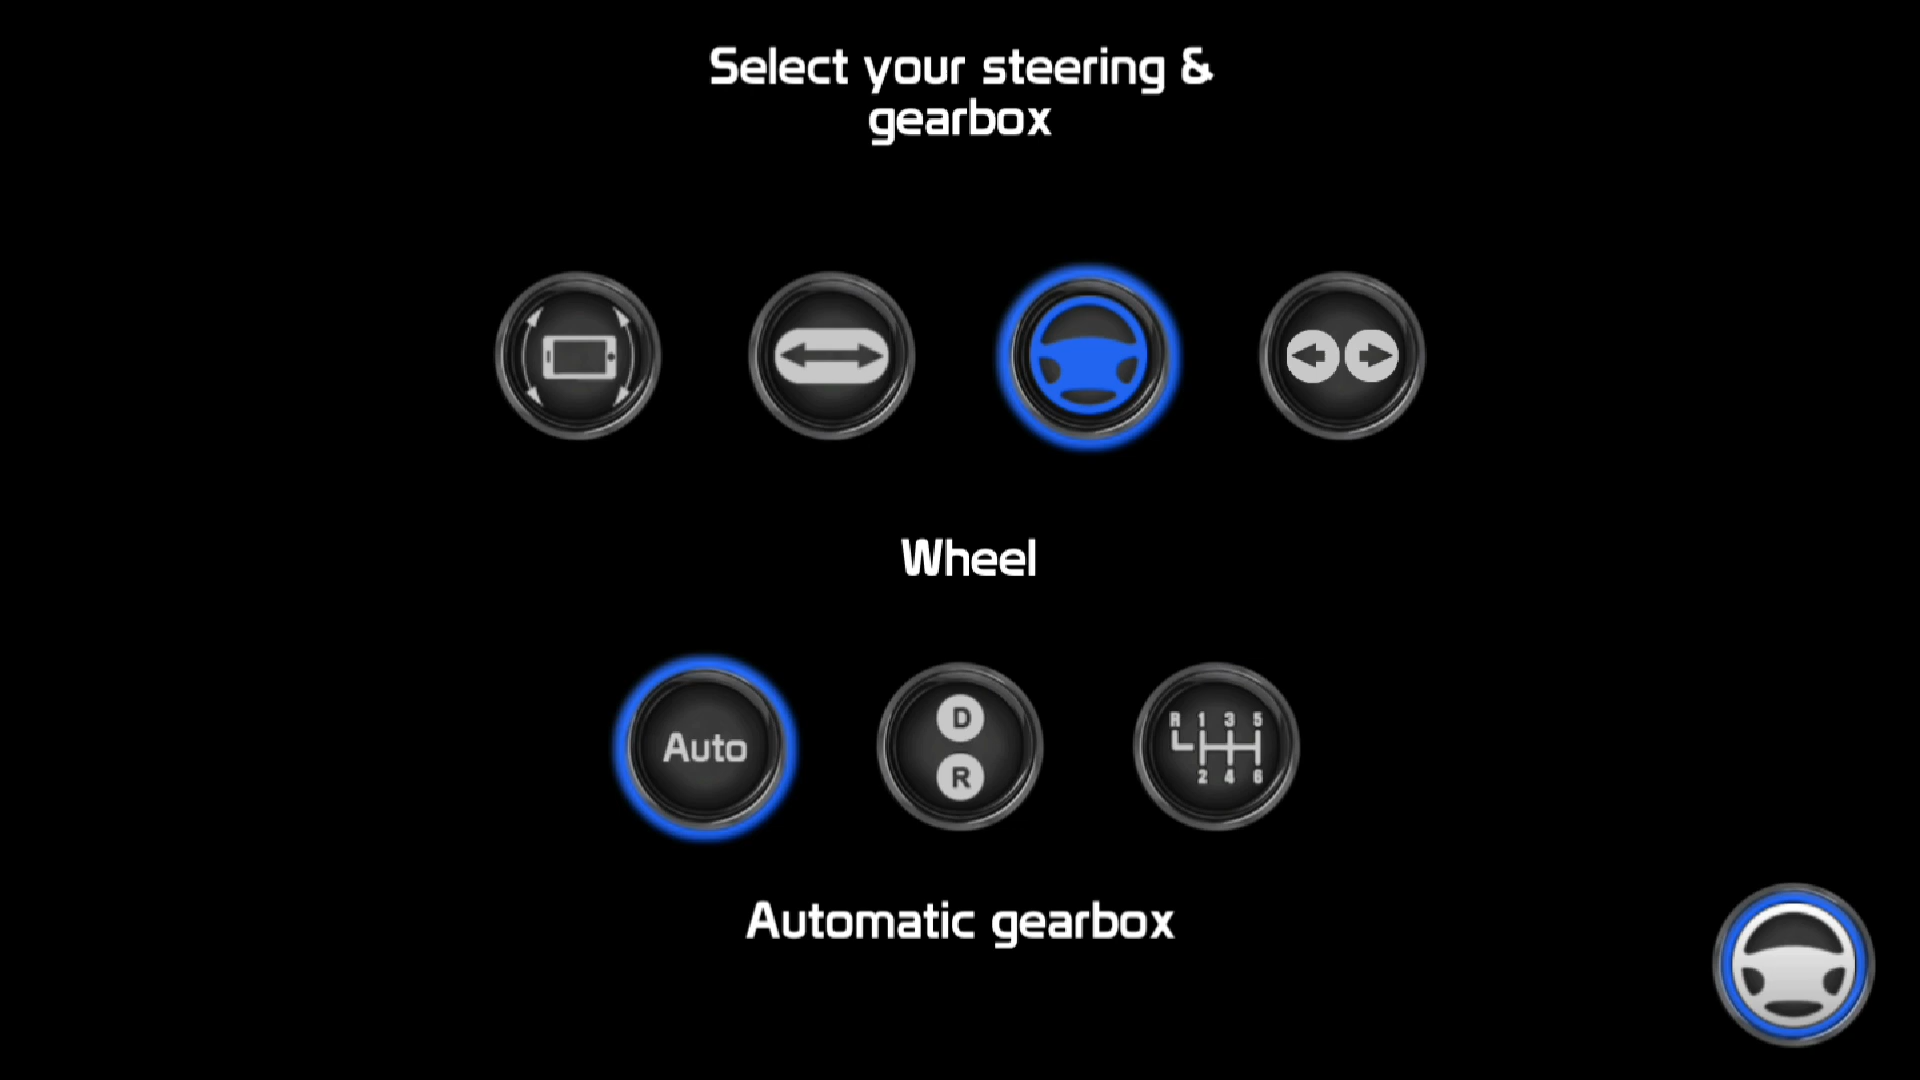 Select your steering &
gearbox
Wheel
Auto
D
R
R 1 3 5
2 4 6
Automatic gearbox